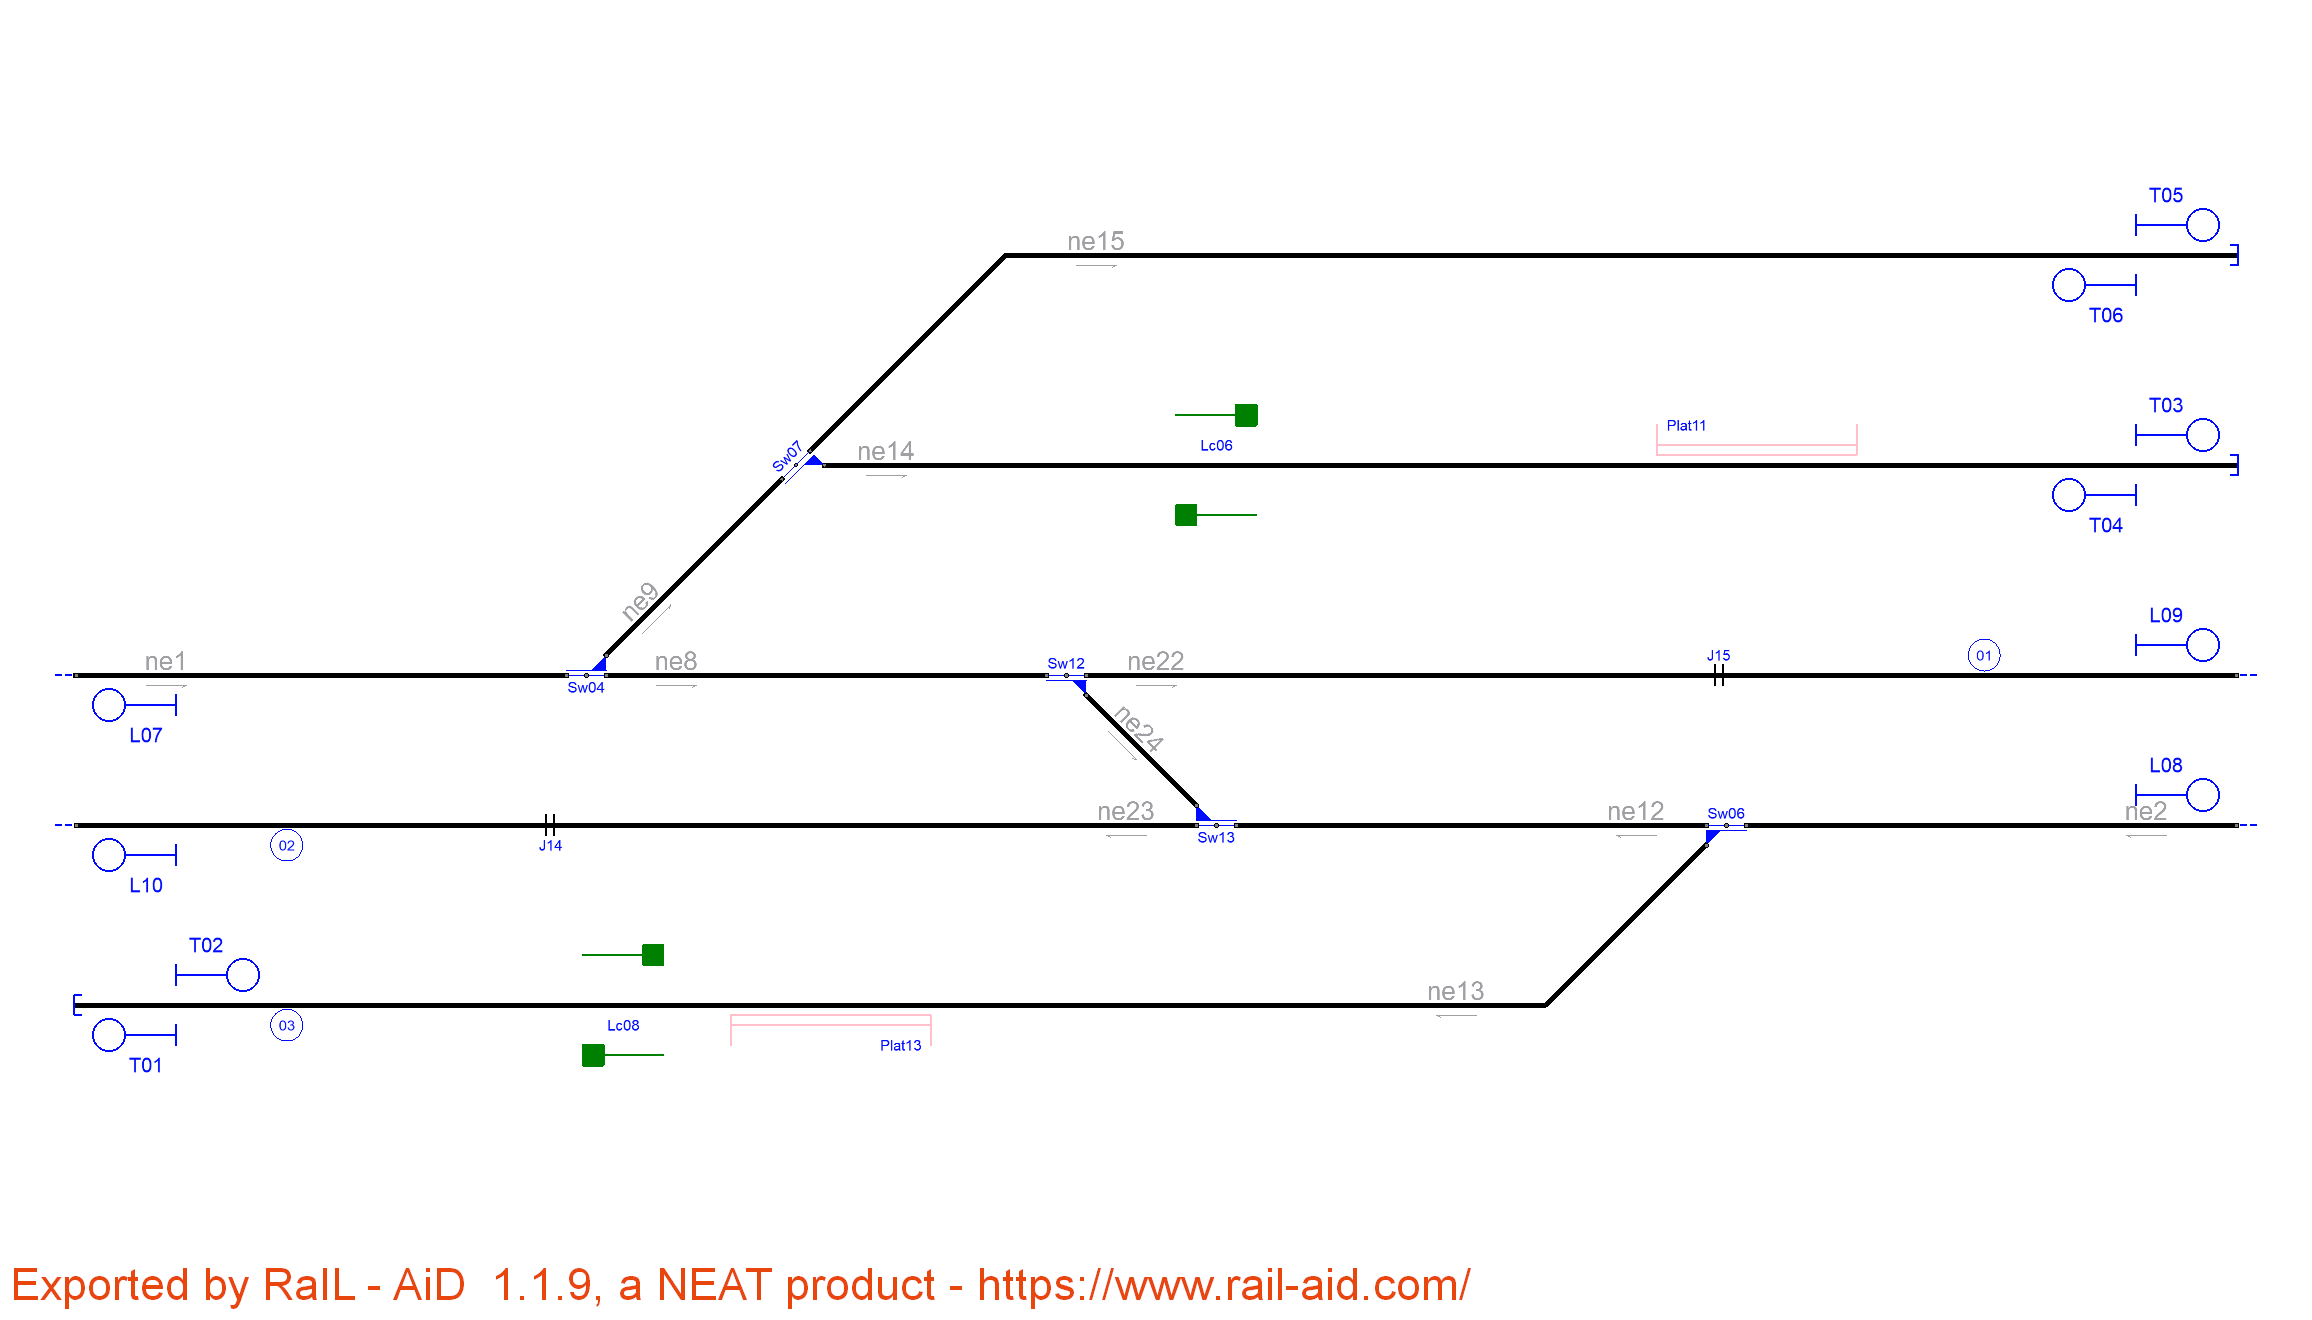 T05
ne15
T06
T03
Plat11
Sw07
ne14
Lc06
T04
ne9
L09
ne1
ne8
Sw12
ne22
J15
01
Sw04
L07
ne24
L08
ne23
ne12
Sw06
ne2
Sw13
02
J14
L10
T02
ne13
03
Lc08
Plat13
T01
Exported by RaIL - AiD  1.1.9, a NEAT product - https://www.rail-aid.com/